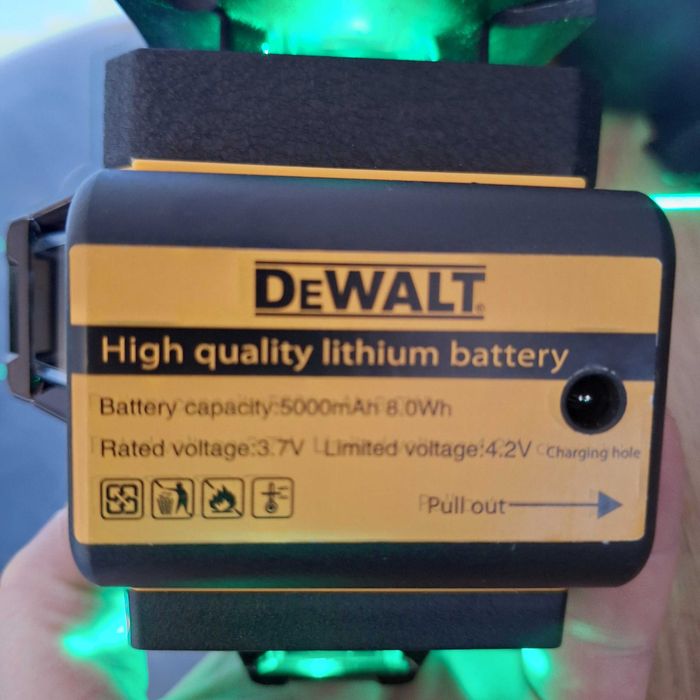 DEWALT®
High quality lithium battery
Battery capacity:5000mAh 8.0Wh
Rated voltage:3.7V Limited voltage:4.2V
Charging hole
Pull out